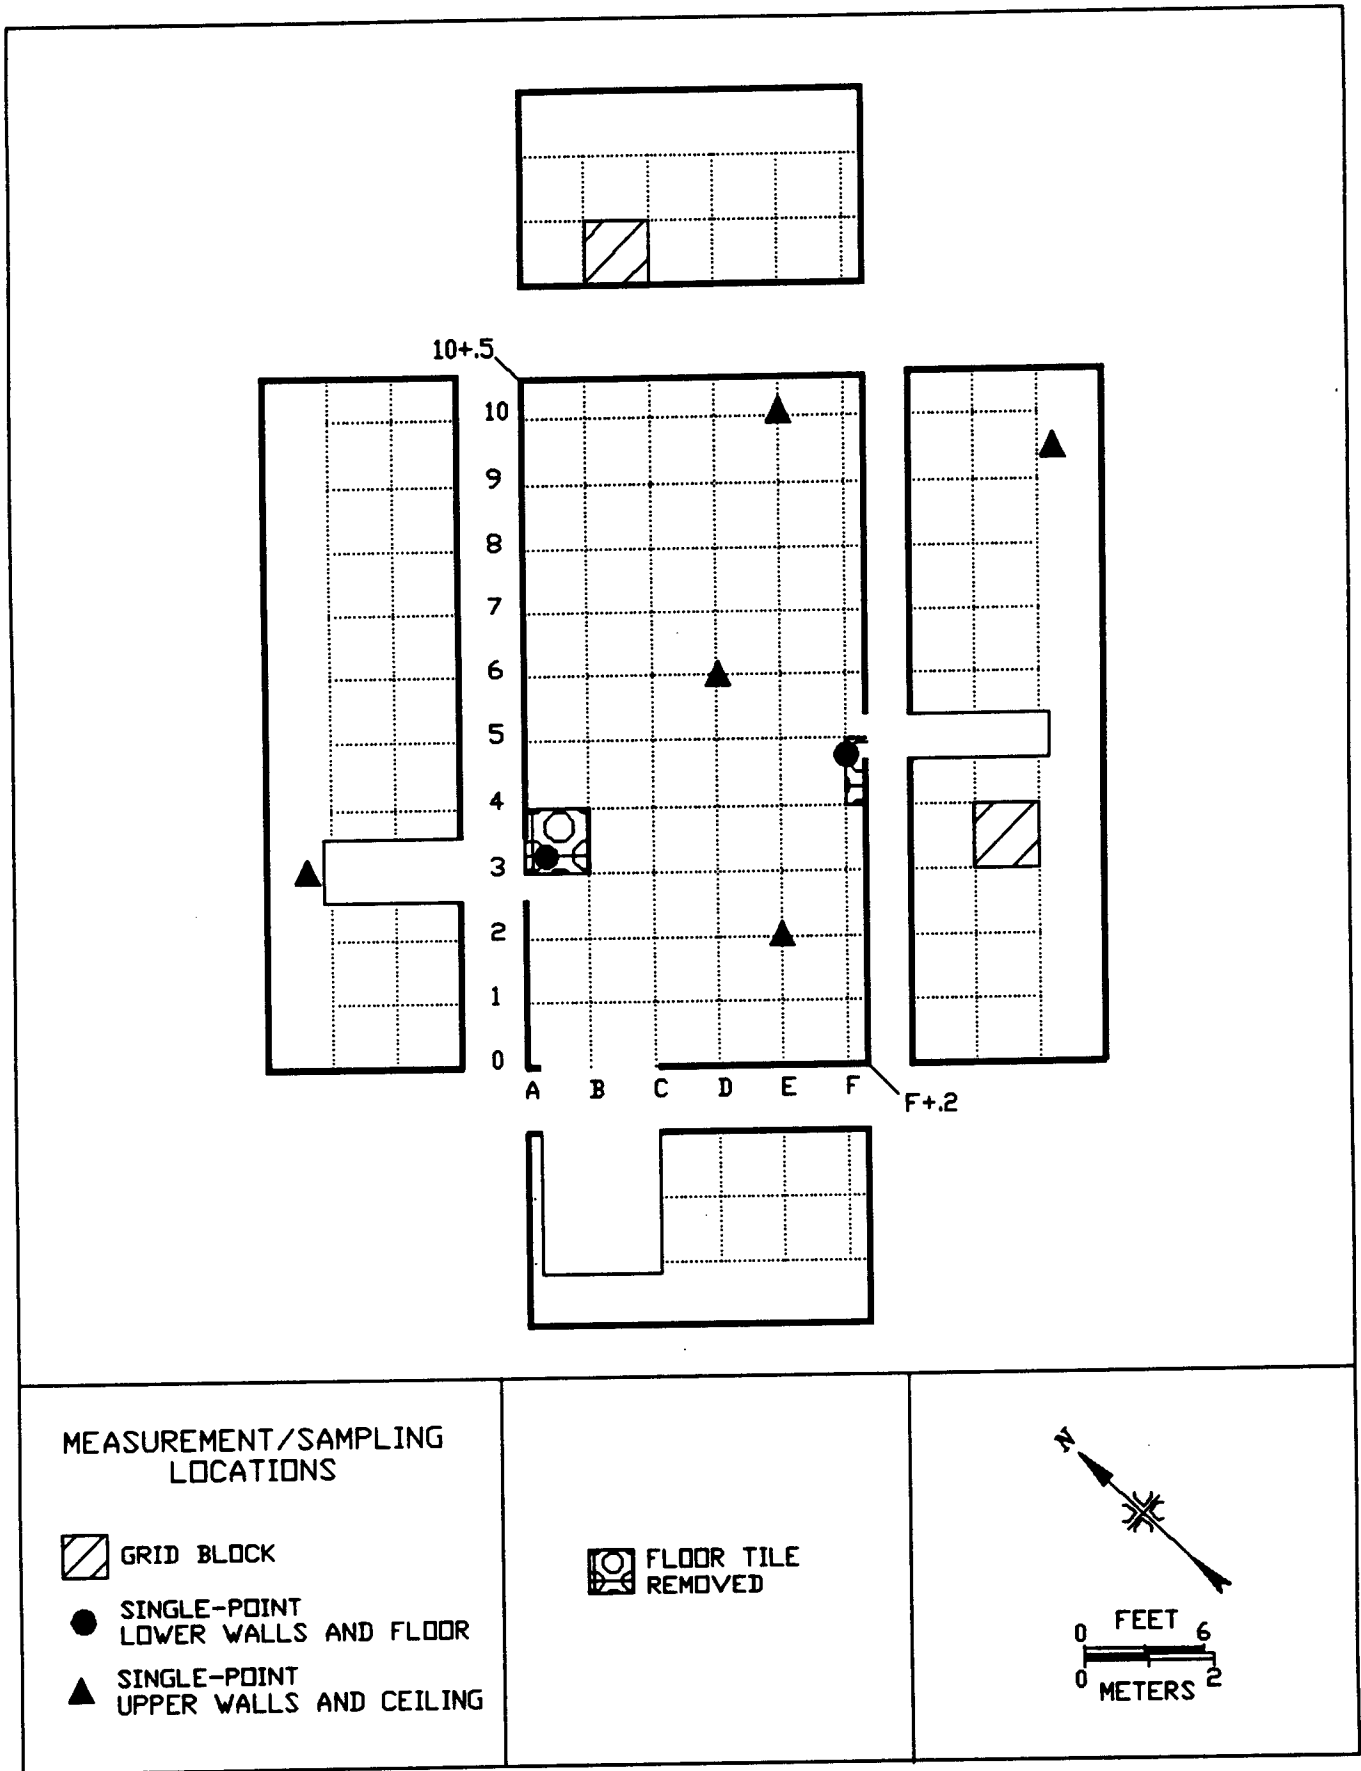 10+.5
10
9
8
7
6
5
4
3
2
1
0
A B C D E F
F+.2
MEASUREMENT/SAMPLING
LOCATIONS
GRID BLOCK
SINGLE-POINT
LOWER WALLS AND FLOOR
SINGLE-POINT
UPPER WALLS AND CEILING
FLOOR TILE
REMOVED
N
FEET
0 6
0 2
METERS